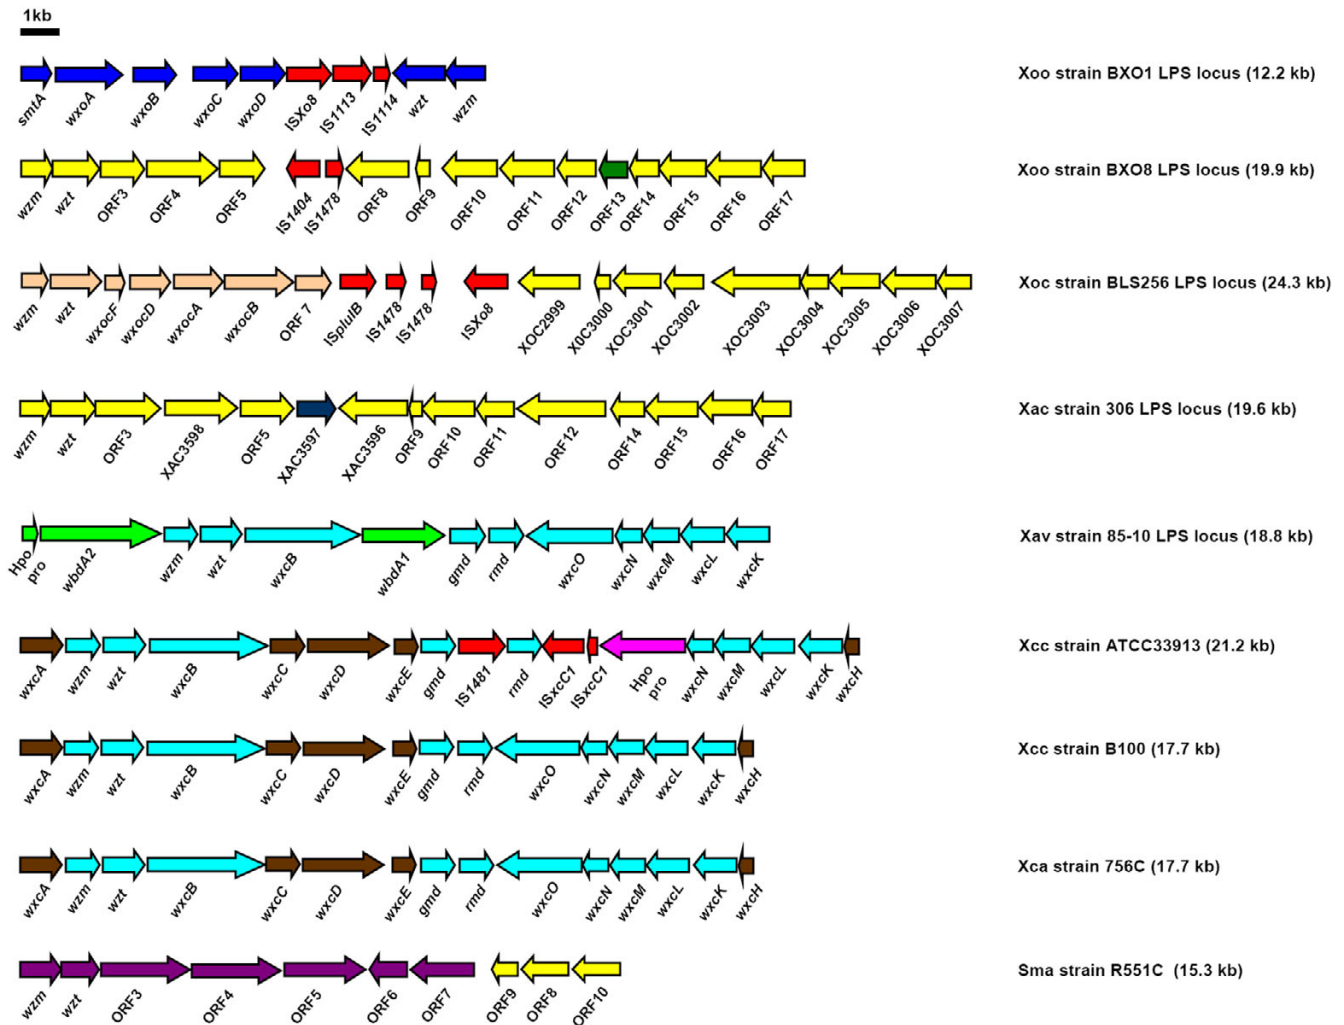 1kb
smtA wxoA wxoB wxoC wxoD ISXo8 IS1113 IS1114 wzt wzm
Xoo strain BXO1 LPS locus (12.2 kb)
wzm wzt ORF3 ORF4 ORF5 IS1404 IS1478 ORF8 ORF9 ORF10 ORF11 ORF12 ORF13 ORF14 ORF15 ORF16 ORF17
Xoo strain BXO8 LPS locus (19.9 kb)
wzm wzt wxocF wxocD wxocA wxocB ORF 7 ISpluIB IS1478 IS1478 ISXo8 XOC2999 X0C3000 XOC3001 XOC3002 XOC3003 XOC3004 XOC3005 XOC3006 XOC3007
Xoc strain BLS256 LPS locus (24.3 kb)
wzm wzt ORF3 XAC3598 ORF5 XAC3597 XAC3596 ORF9 ORF10 ORF11 ORF12 ORF14 ORF15 ORF16 ORF17
Xac strain 306 LPS locus (19.6 kb)
Hpo pro wbdA2 wzm wzt wxcB wbdA1 gmd rmd wxcO wxcN wxcM wxcL wxcK
Xav strain 85-10 LPS locus (18.8 kb)
wxcA wzm wzt wxcB wxcC wxcD wxcE gmd IS1481 rmd ISxcC1 ISxcC1 Hpo pro wxcN wxcM wxcL wxcK wxcH
Xcc strain ATCC33913 (21.2 kb)
wxcA wzm wzt wxcB wxcC wxcD wxcE gmd rmd wxcO wxcN wxcM wxcL wxcK wxcH
Xcc strain B100 (17.7 kb)
wxcA wzm wzt wxcB wxcC wxcD wxcE gmd rmd wxcO wxcN wxcM wxcL wxcK wxcH
Xca strain 756C (17.7 kb)
wzm wzt ORF3 ORF4 ORF5 ORF6 ORF7 ORF9 ORF8 ORF10
Sma strain R551C (15.3 kb)